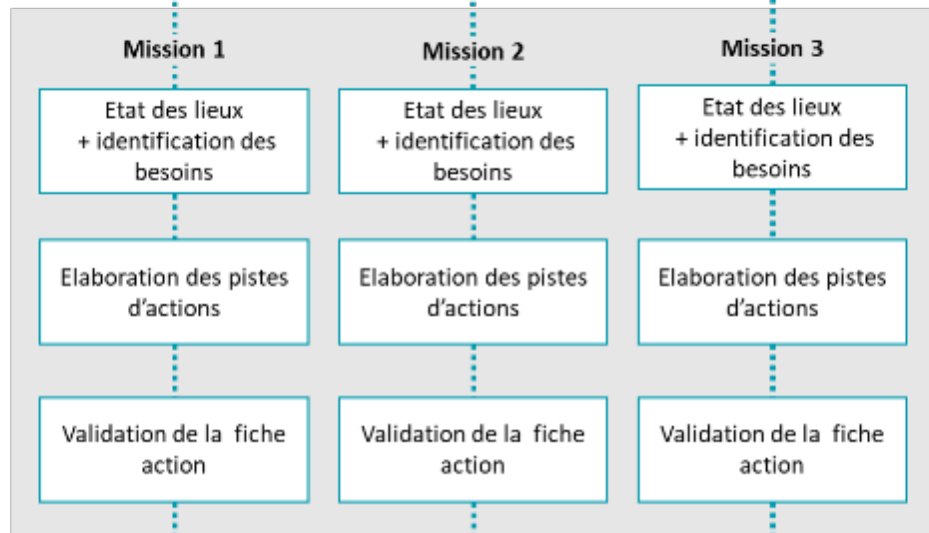 Mission 1
Mission 2
Mission 3
Etat des lieux
+ identification des
besoins
Etat des lieux
+ identification des
besoins
Etat des lieux
+ identification des
besoins
Elaboration des pistes
d'actions
Elaboration des pistes
d'actions
Elaboration des pistes
d'actions
Validation de la fiche
action
Validation de la fiche
action
Validation de la fiche
action